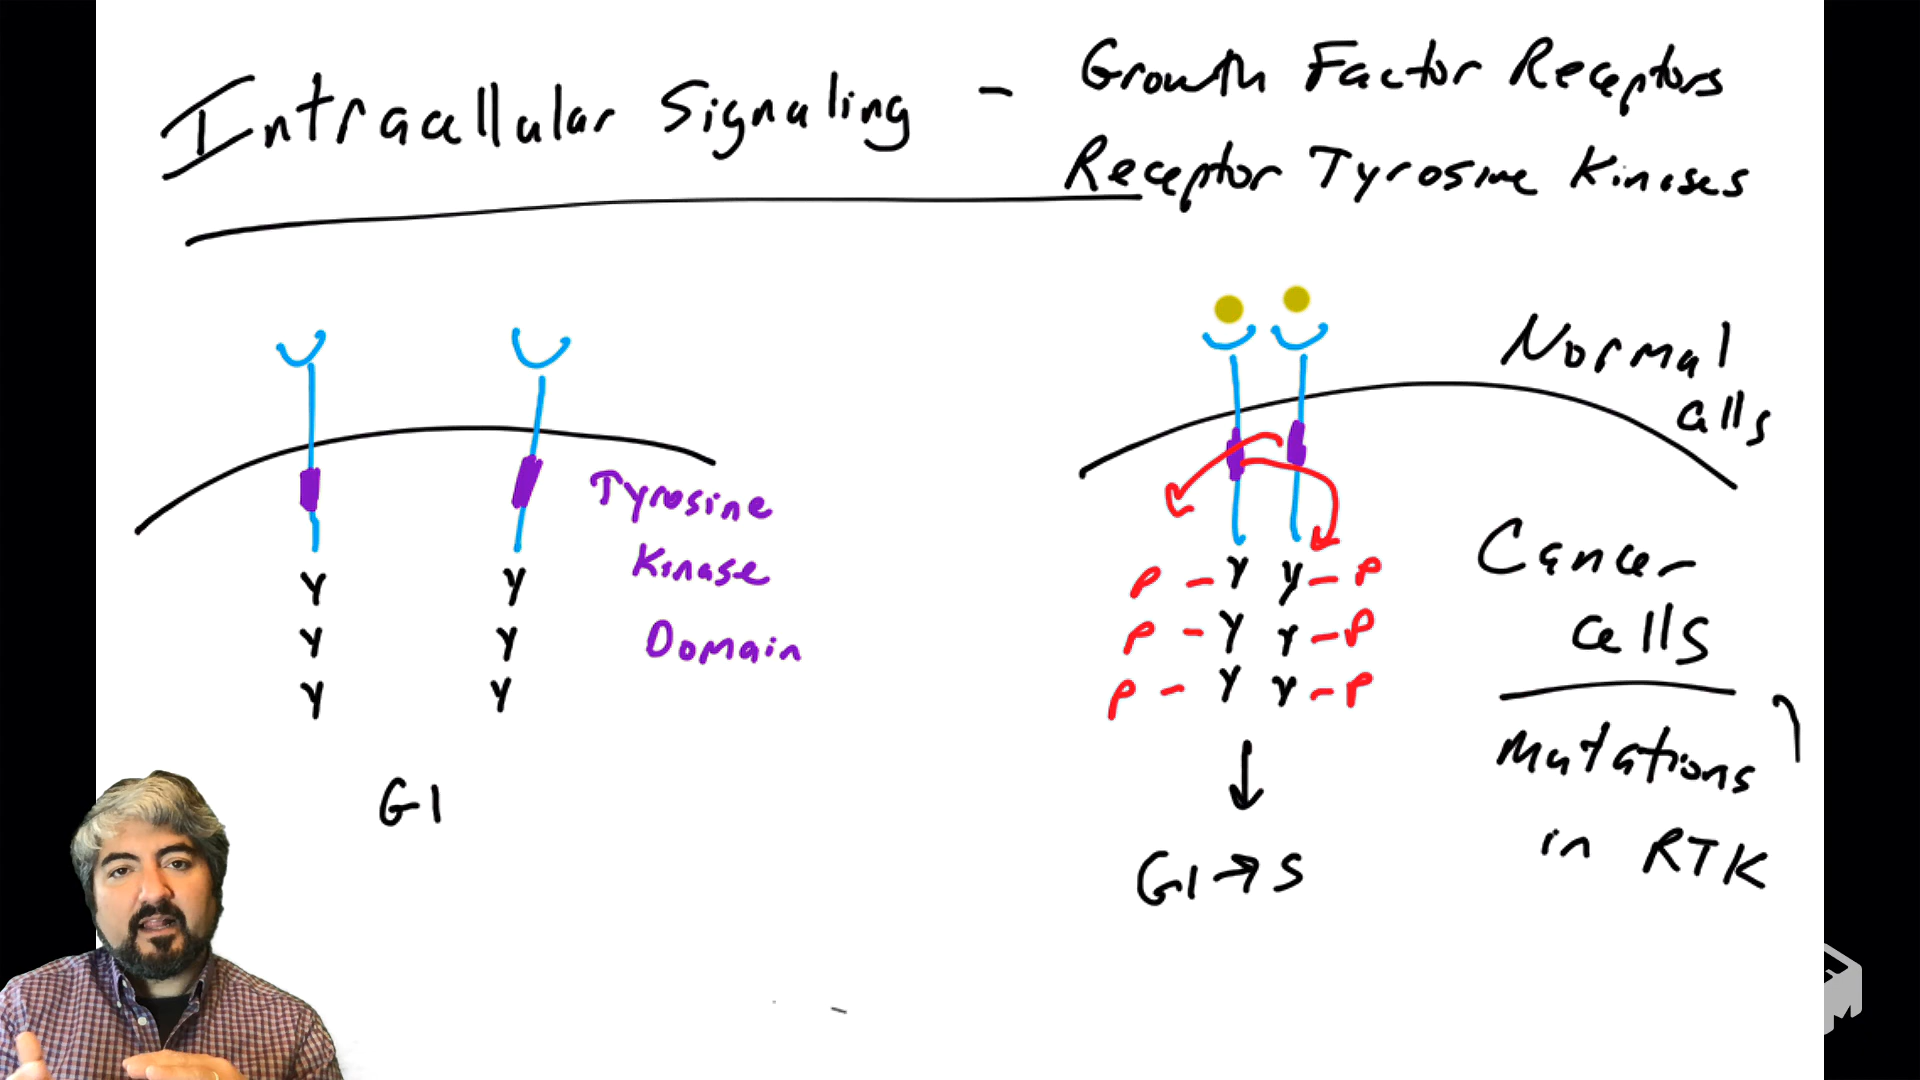 Intracellular Signaling - Growth Factor Receptors
Receptor Tyrosine Kinases
Normal
cells
Tyrosine
Kinase
Domain
Y Y
Y Y
Y Y
G1
P - Y Y - P
P - Y Y - P
P - Y Y - P
↓
G1 → S
Cancer
cells
Mutations
in RTK